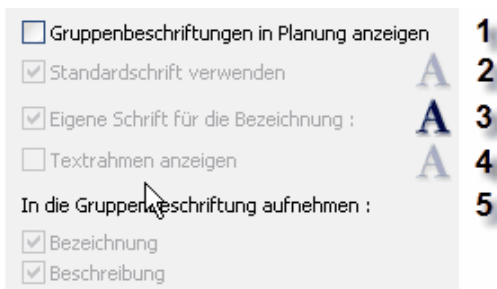 Gruppenbeschriftungen in Planung anzeigen 1
Standardschrift verwenden A 2
Eigene Schrift für die Bezeichnung : A 3
Textrahmen anzeigen A 4
In die Gruppenbeschriftung aufnehmen : 5
Bezeichnung
Beschreibung